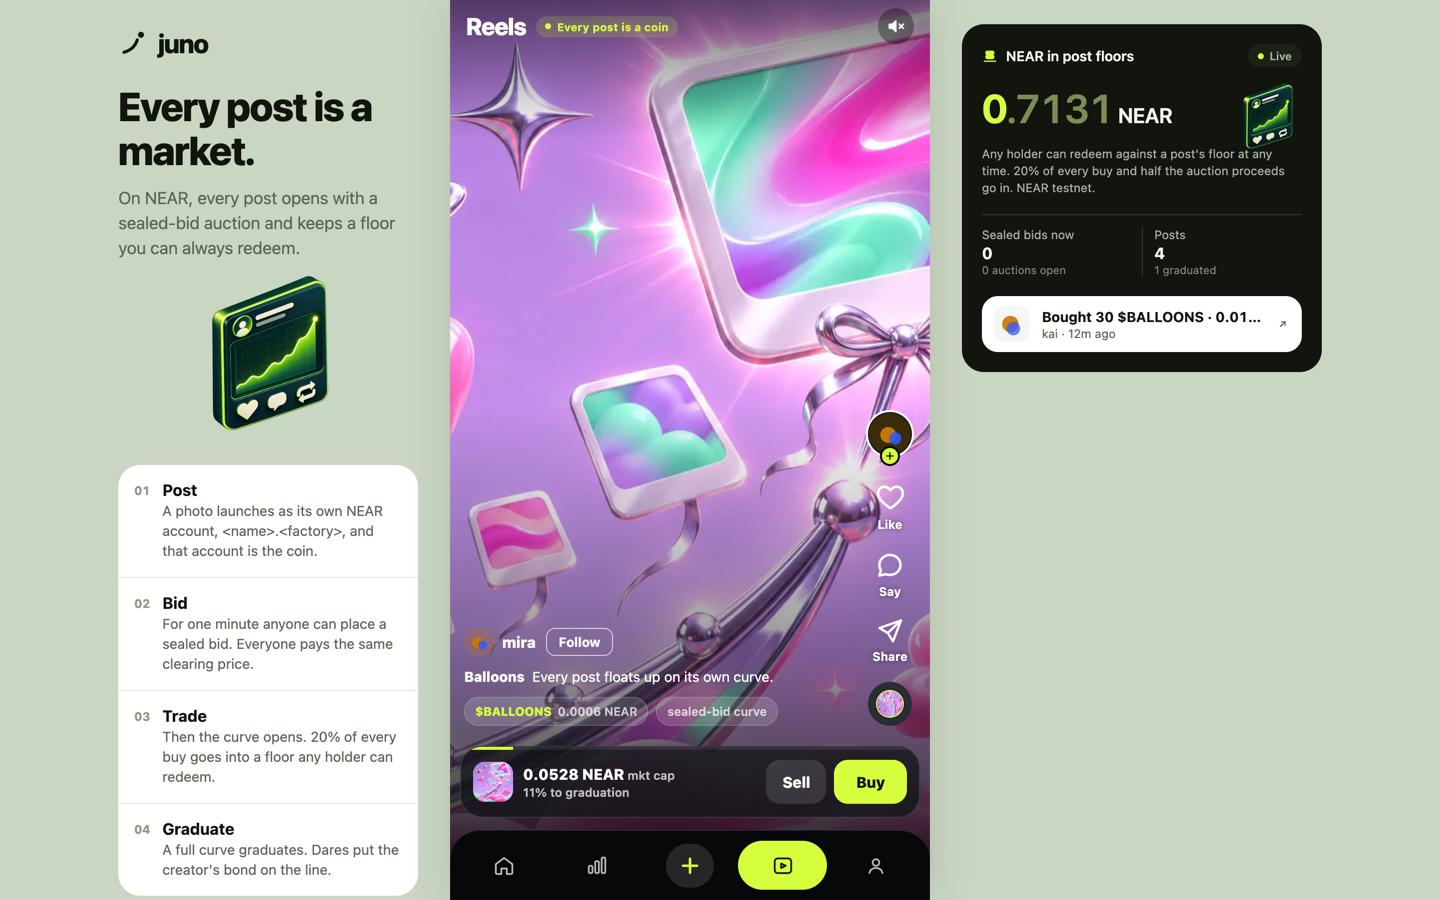 juno
Every post is a
market.
On NEAR, every post opens with a
sealed-bid auction and keeps a floor
you can always redeem.
01 Post
A photo launches as its own NEAR
account, <name>.<factory>, and
that account is the coin.
02 Bid
For one minute anyone can place a
sealed bid. Everyone pays the same
clearing price.
03 Trade
Then the curve opens. 20% of every
buy goes into a floor any holder can
redeem.
04 Graduate
A full curve graduates. Dares put the
creator's bond on the line.
Reels
Every post is a coin
Like
Say
Share
mira Follow
Balloons Every post floats up on its own curve.
$BALLOONS 0.0006 NEAR sealed-bid curve
0.0528 NEAR mkt cap
11% to graduation
Sell
Buy
NEAR in post floors
Live
0.7131 NEAR
Any holder can redeem against a post's floor at any
time. 20% of every buy and half the auction proceeds
go in. NEAR testnet.
Sealed bids now
0
0 auctions open
Posts
4
1 graduated
Bought 30 $BALLOONS · 0.01...
kai · 12m ago